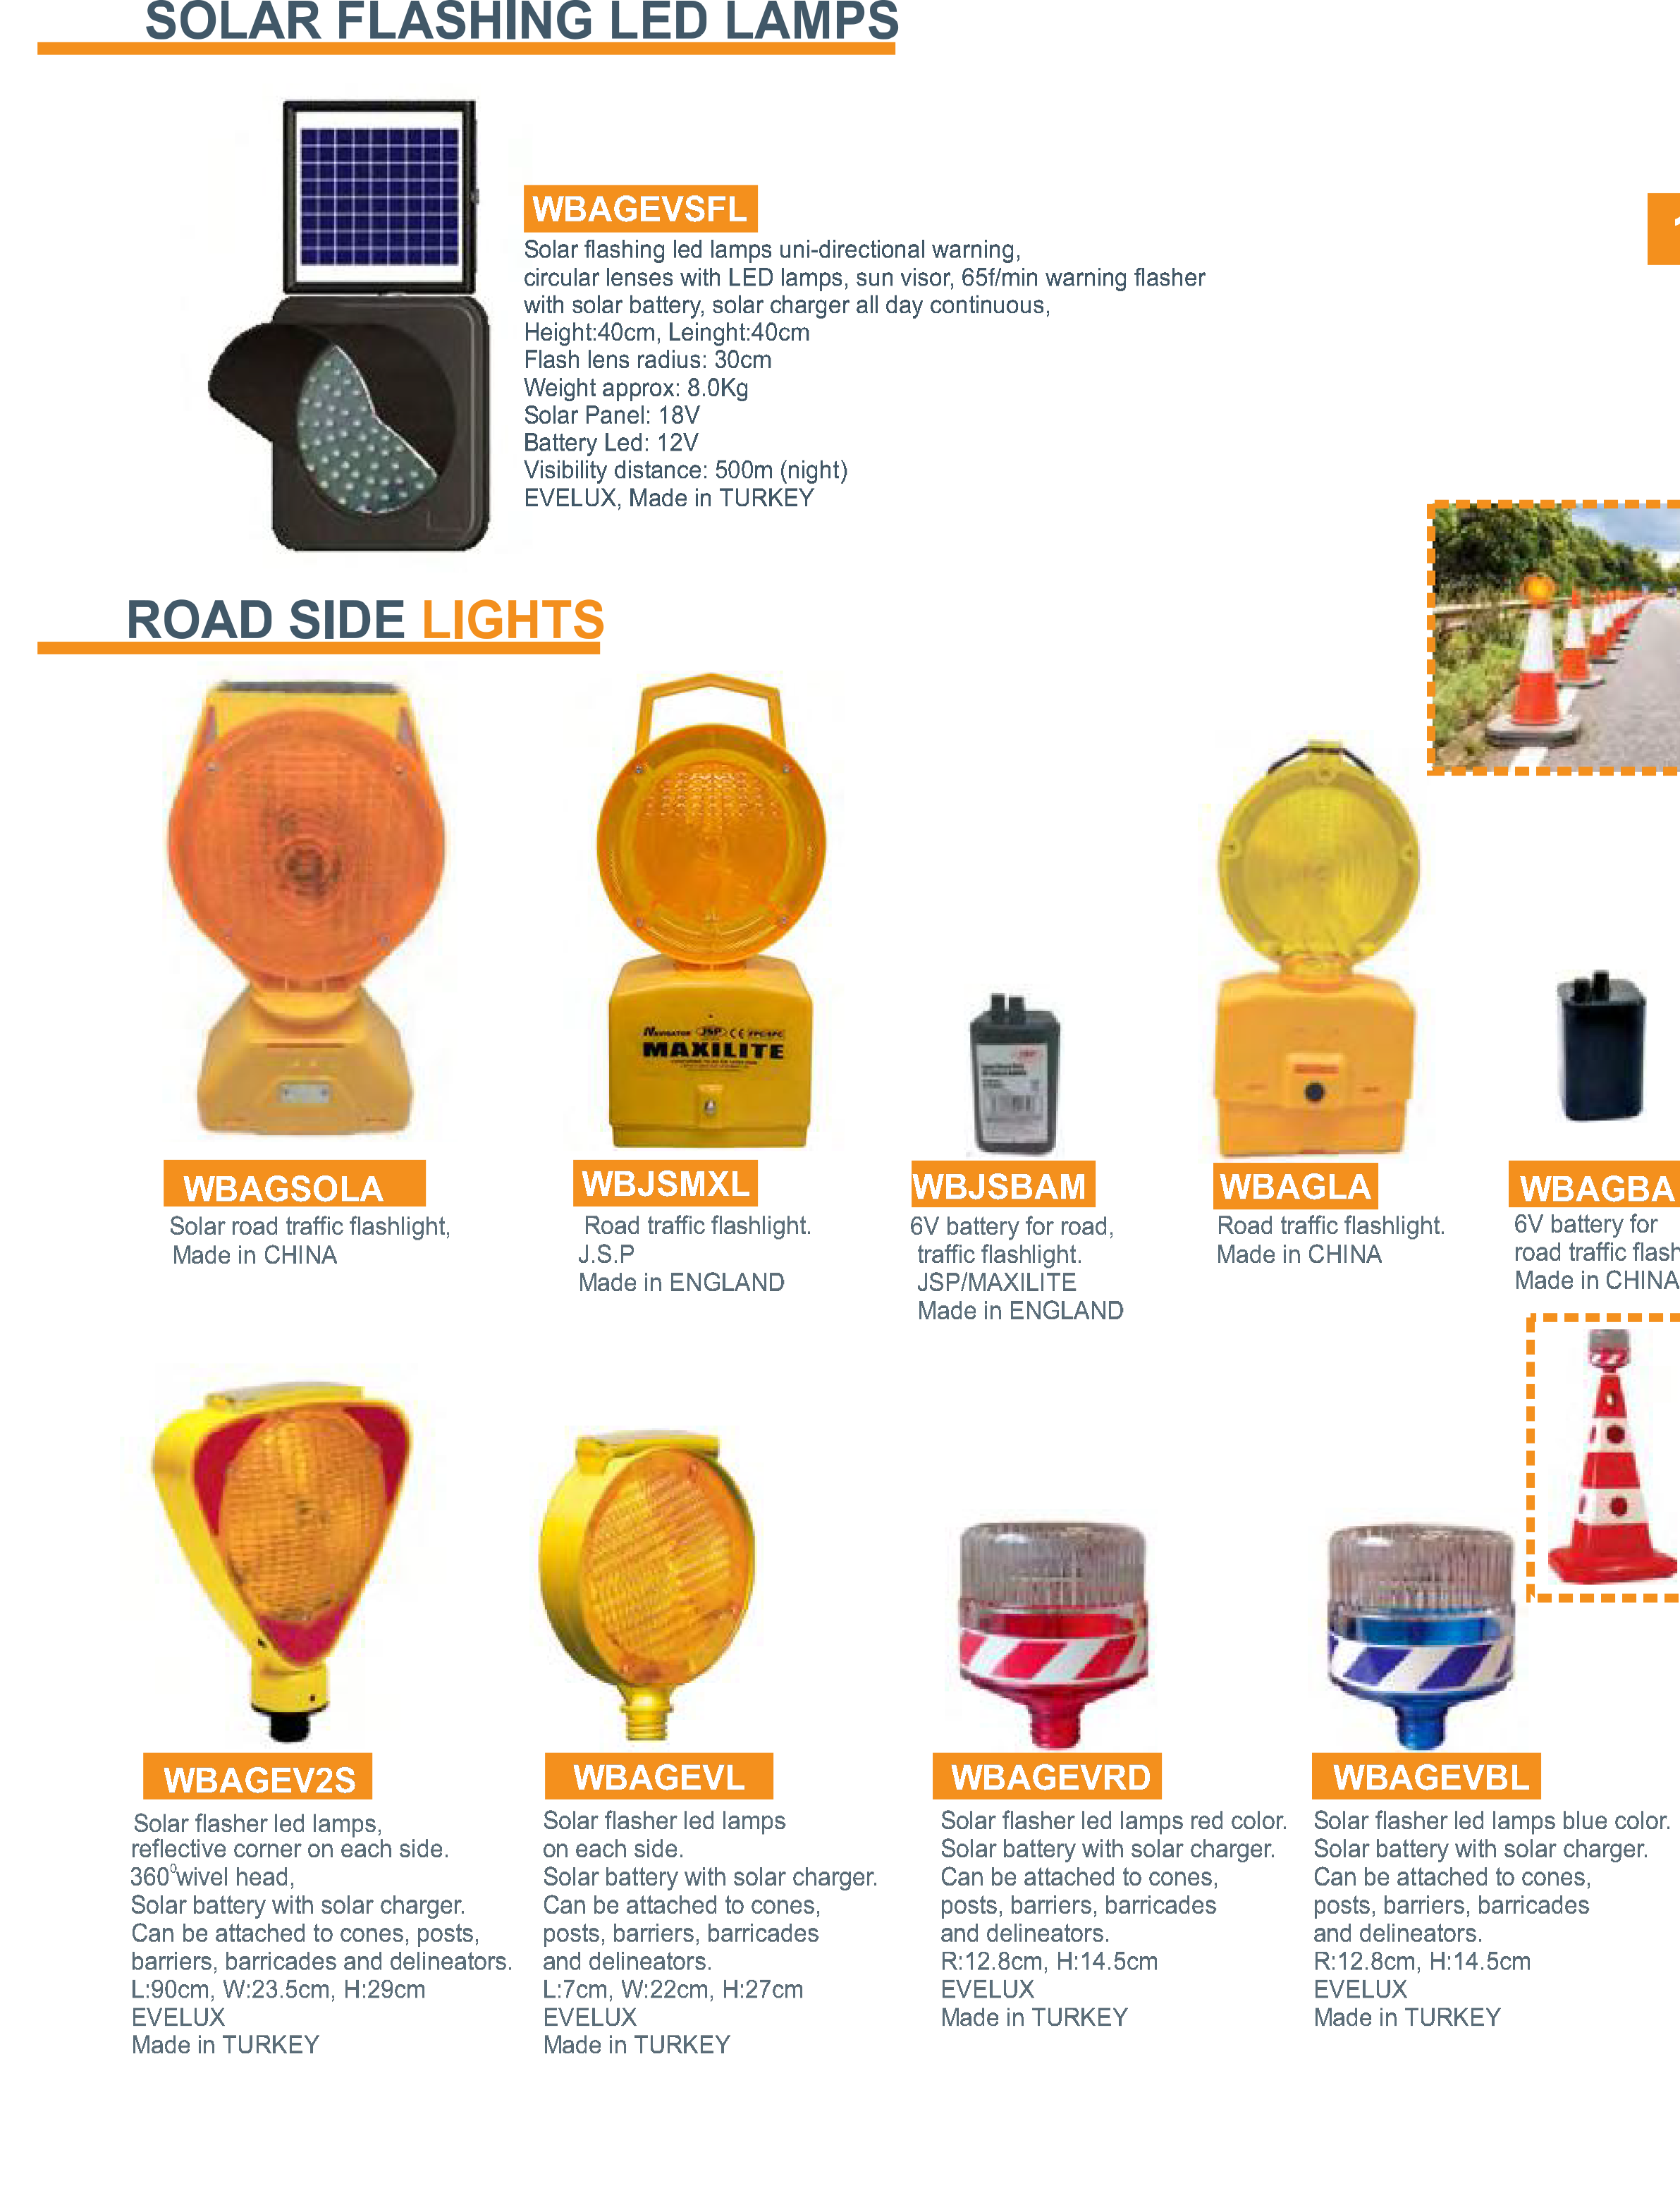 SOLAR FLASHING LED LAMPS
WBAGEVSFL
Solar flashing led lamps uni-directional warning,
circular lenses with LED lamps, sun visor, 65f/min warning flasher
with solar battery, solar charger all day continuous,
Height:40cm, Leinght:40cm
Flash lens radius: 30cm
Weight approx: 8.0Kg
Solar Panel: 18V
Battery Led: 12V
Visibility distance: 500m (night)
EVELUX, Made in TURKEY
ROAD SIDE LIGHTS
NAVIGATOR JSP CE
MAXILITE
WBAGSOLA
Solar road traffic flashlight,
Made in CHINA
WBJSMXL
Road traffic flashlight.
J.S.P
Made in ENGLAND
WBJSBAM
6V battery for road,
traffic flashlight.
JSP/MAXILITE
Made in ENGLAND
WBAGLA
Road traffic flashlight.
Made in CHINA
WBAGBA
6V battery for
road traffic flash
Made in CHINA
WBAGEV2S
Solar flasher led lamps,
reflective corner on each side.
360⁰wivel head,
Solar battery with solar charger.
Can be attached to cones, posts,
barriers, barricades and delineators.
L:90cm, W:23.5cm, H:29cm
EVELUX
Made in TURKEY
WBAGEVL
Solar flasher led lamps
on each side.
Solar battery with solar charger.
Can be attached to cones,
posts, barriers, barricades
and delineators.
L:7cm, W:22cm, H:27cm
EVELUX
Made in TURKEY
WBAGEVRD
Solar flasher led lamps red color.
Solar battery with solar charger.
Can be attached to cones,
posts, barriers, barricades
and delineators.
R:12.8cm, H:14.5cm
EVELUX
Made in TURKEY
WBAGEVBL
Solar flasher led lamps blue color.
Solar battery with solar charger.
Can be attached to cones,
posts, barriers, barricades
and delineators.
R:12.8cm, H:14.5cm
EVELUX
Made in TURKEY